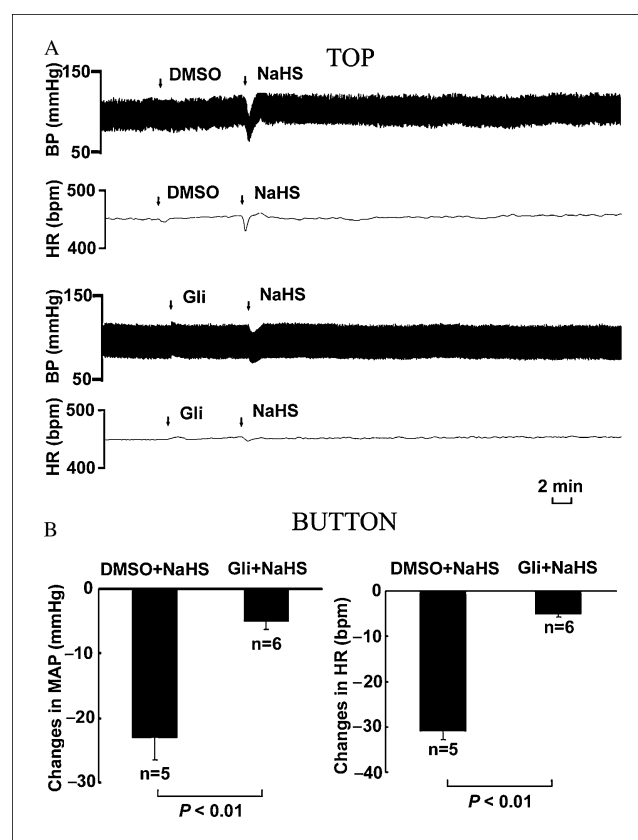 A
TOP
DMSO NaHS
150
BP (mmHg)
50
DMSO NaHS
500
HR (bpm)
400
Gli NaHS
150
BP (mmHg)
50
Gli NaHS
500
HR (bpm)
400
2 min
B
BUTTON
DMSO+NaHS Gli+NaHS
0
–10
–20
–30
Changes in MAP (mmHg)
n=6
n=5
P < 0.01
DMSO+NaHS Gli+NaHS
0
–10
–20
–30
–40
Changes in HR (bpm)
n=6
n=5
P < 0.01